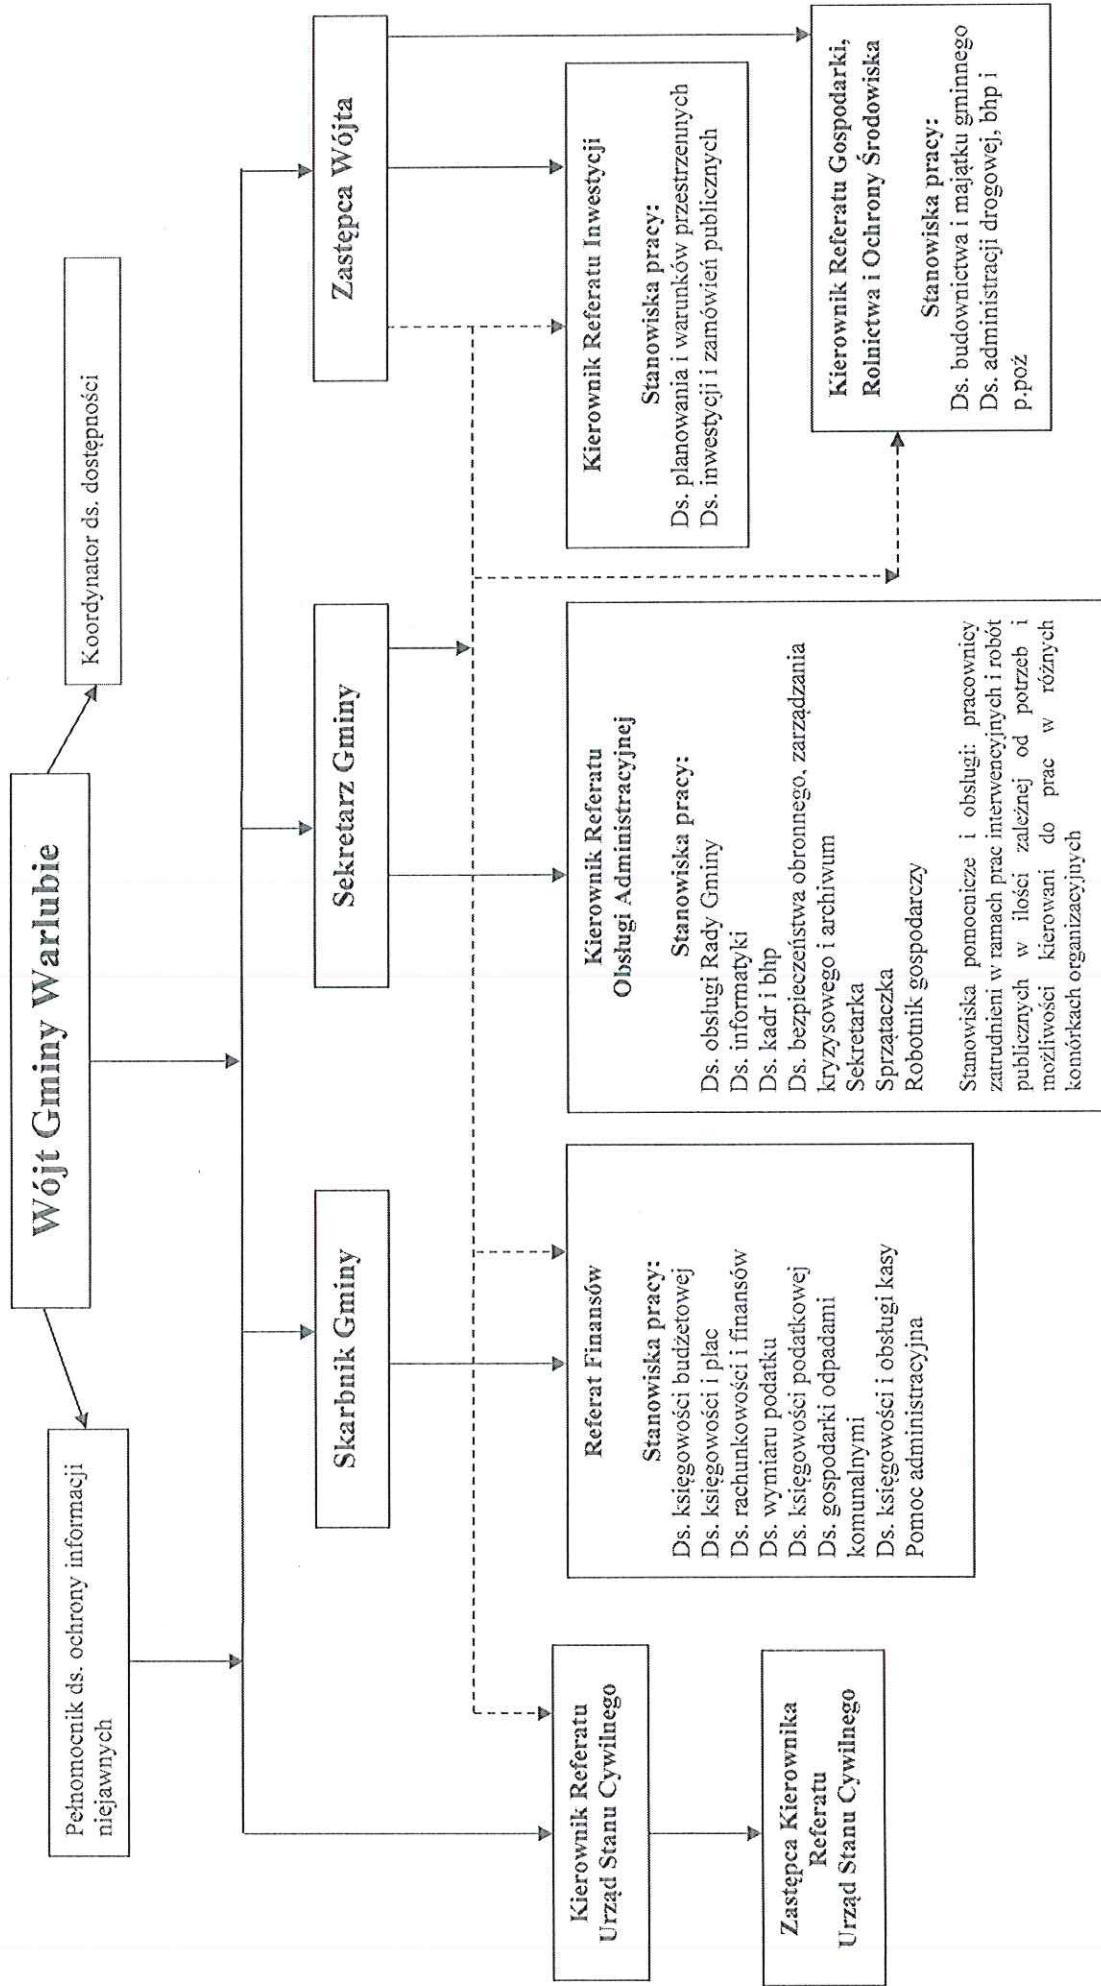 Wójt Gminy Warlubie
Pełnomocnik ds. ochrony informacji
niejawnych
Koordynator ds. dostępności
Skarbnik Gminy
Sekretarz Gminy
Zastępca Wójta
Kierownik Referatu
Urząd Stanu Cywilnego
Zastępca Kierownika
Referatu
Urząd Stanu Cywilnego
Referat Finansów
Stanowiska pracy:
Ds. księgowości budżetowej
Ds. księgowości i płac
Ds. rachunkowości i finansów
Ds. wymiaru podatku
Ds. księgowości podatkowej
Ds. gospodarki odpadami
komunalnymi
Ds. księgowości i obsługi kasy
Pomoc administracyjna
Kierownik Referatu
Obsługi Administracyjnej
Stanowiska pracy:
Ds. obsługi Rady Gminy
Ds. informatyki
Ds. kadr i bhp
Ds. bezpieczeństwa obronnego, zarządzania
kryzysowego i archiwum
Sekretarka
Sprzątaczka
Robotnik gospodarczy
Stanowiska pomocnicze i obsługi: pracownicy
zatrudnieni w ramach prac interwencyjnych i robót
publicznych w ilości zależnej od potrzeb i
możliwości kierowani do prac w różnych
komórkach organizacyjnych
Kierownik Referatu Inwestycji
Stanowiska pracy:
Ds. planowania i warunków przestrzennych
Ds. inwestycji i zamówień publicznych
Kierownik Referatu Gospodarki,
Rolnictwa i Ochrony Środowiska
Stanowiska pracy:
Ds. budownictwa i majątku gminnego
Ds. administracji drogowej, bhp i
p.poż